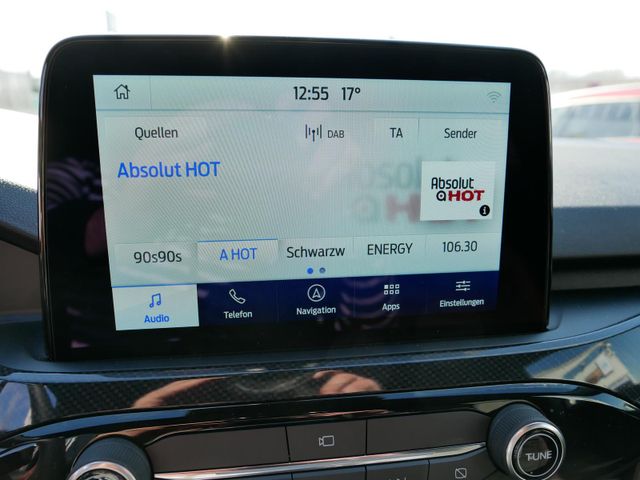 12:55 17°
Quellen DAB TA Sender
Absolut HOT
Absolut
HOT
90s90s A HOT Schwarzw ENERGY 106.30
Audio Telefon Navigation Apps Einstellungen
TUNE